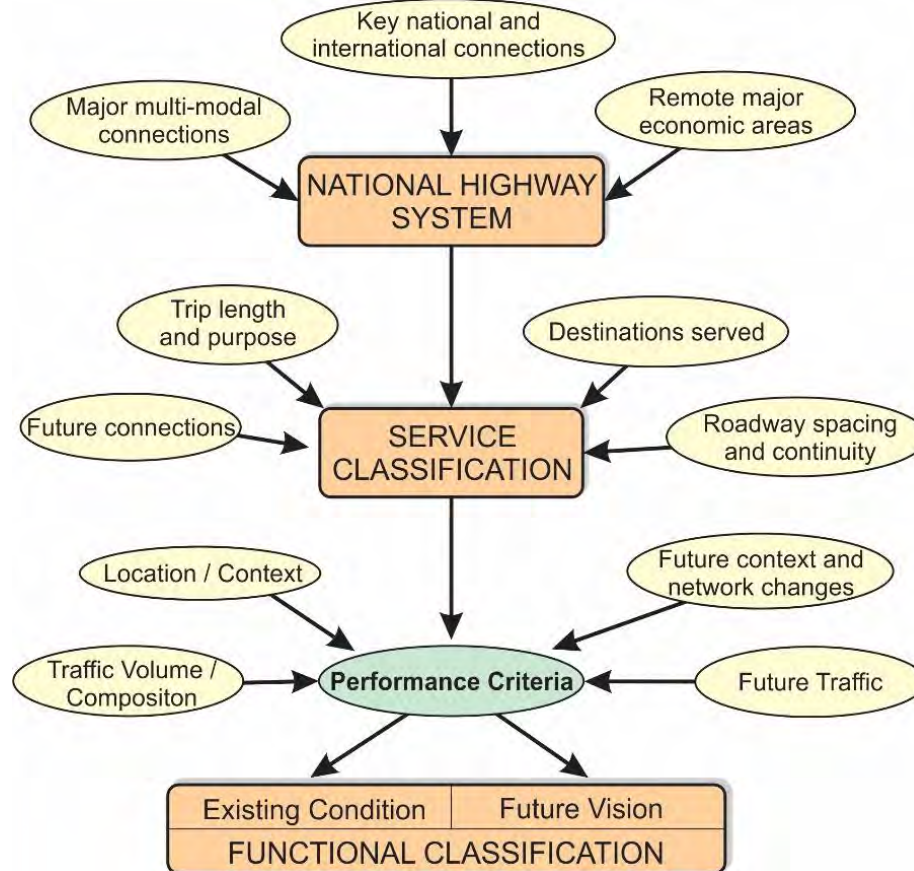 Key national and
international connections
Major multi-modal
connections
Remote major
economic areas
NATIONAL HIGHWAY
SYSTEM
Trip length
and purpose
Destinations served
Future connections
SERVICE
CLASSIFICATION
Roadway spacing
and continuity
Location / Context
Future context and
network changes
Traffic Volume /
Compositon
Performance Criteria
Future Traffic
Existing Condition
Future Vision
FUNCTIONAL CLASSIFICATION